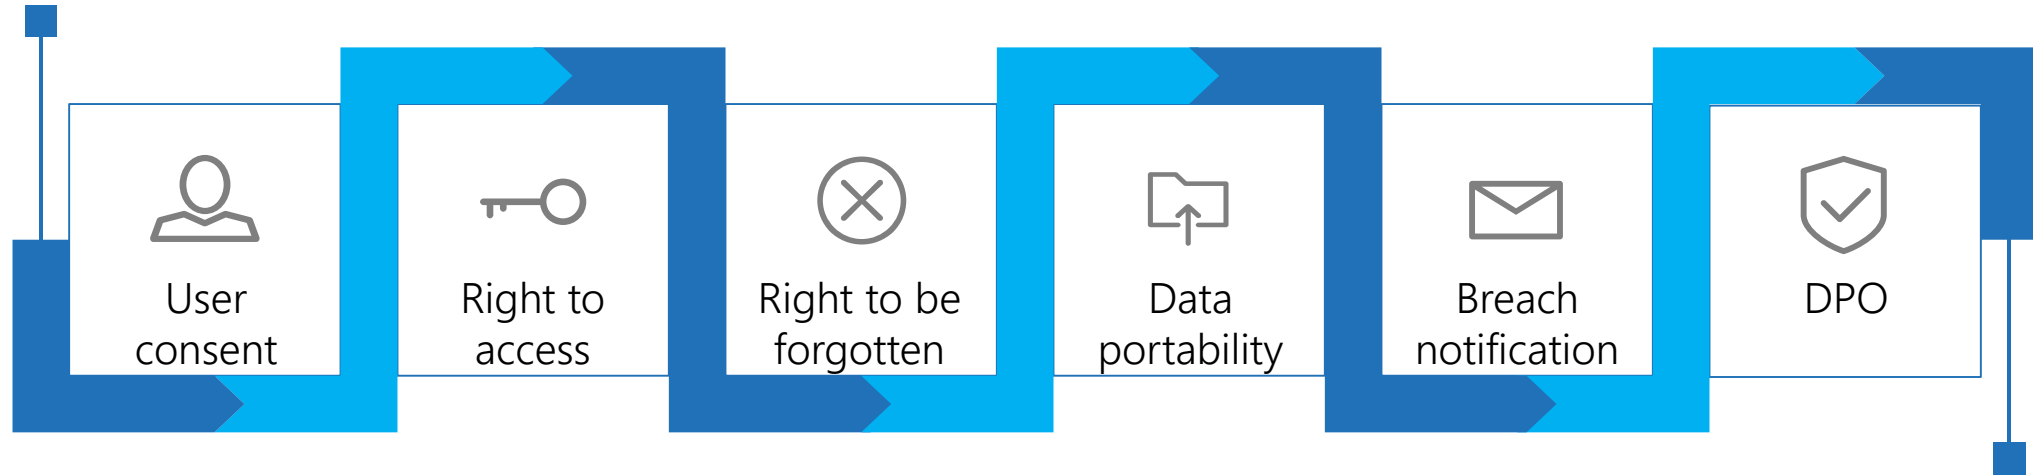 User
consent
Right to
access
Right to be
forgotten
Data
portability
Breach
notification
DPO